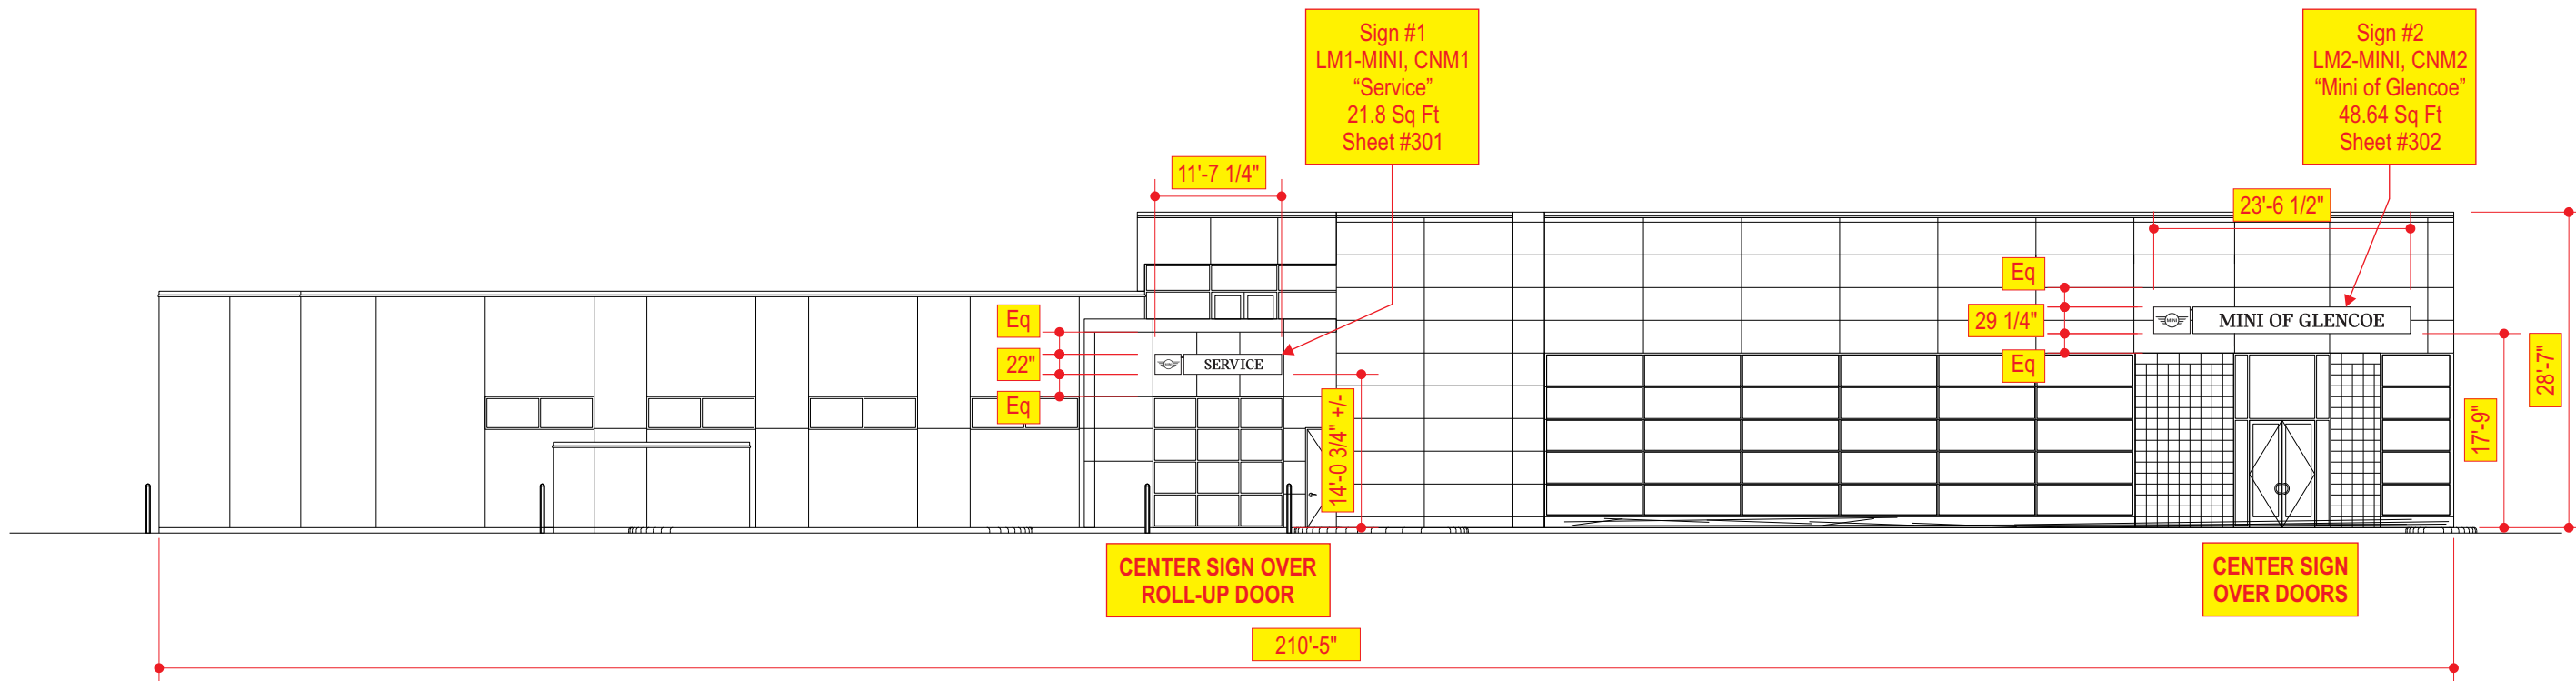 Sign #1
LM1-MINI, CNM1
“Service”
21.8 Sq Ft
Sheet #301
Sign #2
LM2-MINI, CNM2
“Mini of Glencoe”
48.64 Sq Ft
Sheet #302
11'-7 1/4"
23'-6 1/2"
Eq
22"
Eq
SERVICE
14'-0 3/4" +/-
Eq
29 1/4"
Eq
MINI
MINI OF GLENCOE
17'-9"
28'-7"
CENTER SIGN OVER
ROLL-UP DOOR
CENTER SIGN
OVER DOORS
210'-5"